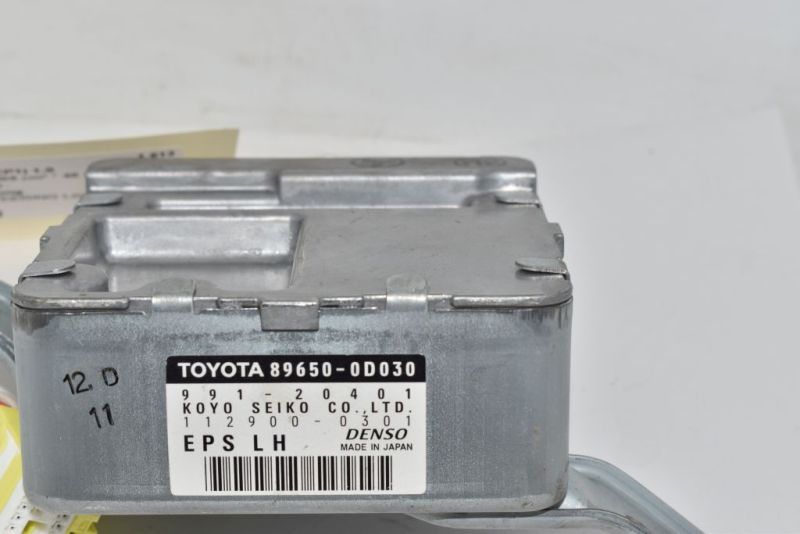 TOYOTA 89650-0D030
991-20401
KOYO SEIKO CO.,LTD.
112900-0301
EPS LH
DENSO
MADE IN JAPAN
12.0
11